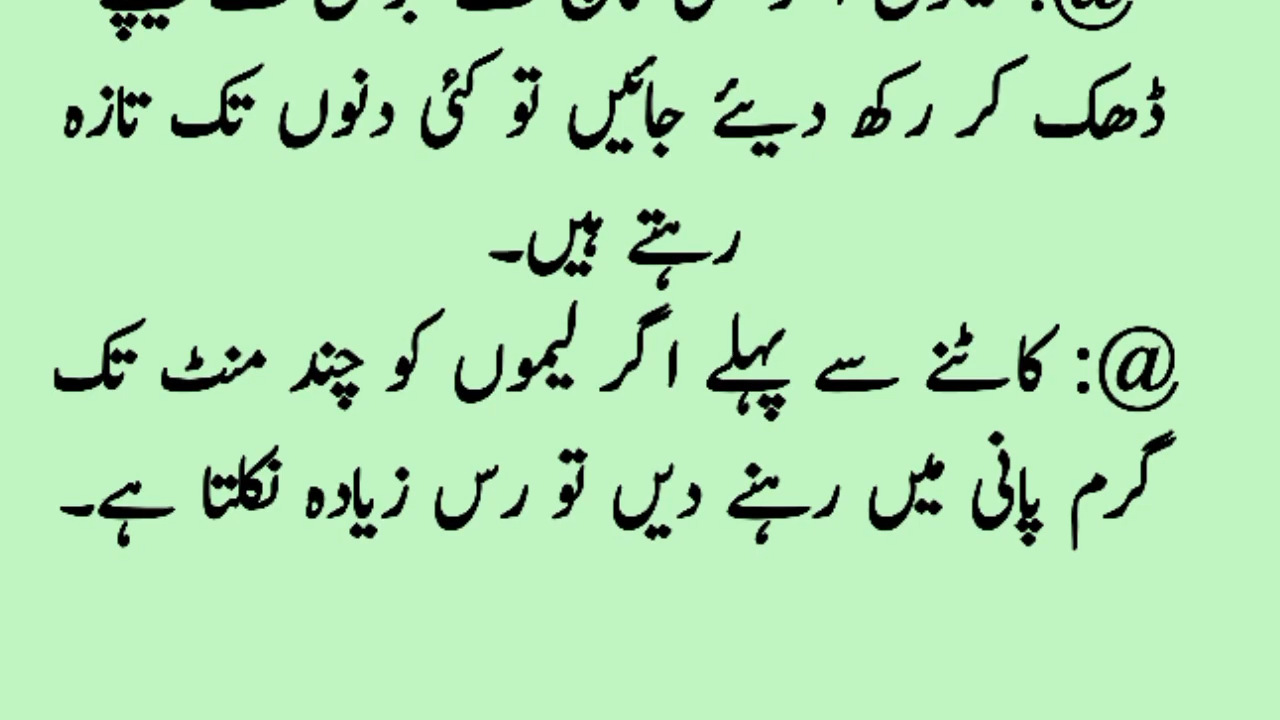 ڈھک کر رکھ دیئے جائیں تو کئی دنوں تک تازہ
رہتے ہیں۔
@: کاٹنے سے پہلے اگر لیموں کو چند منٹ تک
گرم پانی میں رہنے دیں تو رس زیادہ نکلتا ہے۔